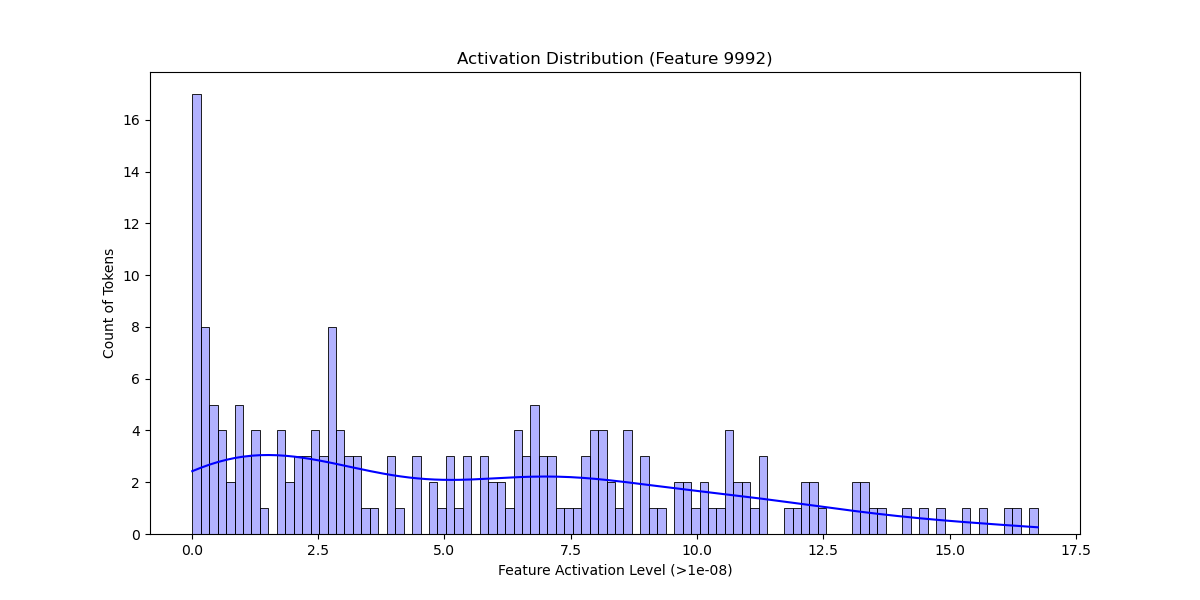 Activation Distribution (Feature 9992)
Count of Tokens
16
14
12
10
8
6
4
2
0
0.0 2.5 5.0 7.5 10.0 12.5 15.0 17.5
Feature Activation Level (>1e-08)